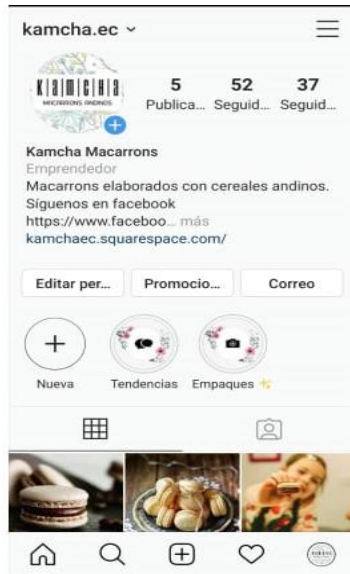 kamcha.ec
KAMCHA
MACARRONS ANDINOS
5 52 37
Publica... Seguid... Seguid...
Kamcha Macarrons
Emprendedor
Macarrons elaborados con cereales andinos.
Síguenos en facebook
https://www.faceboo... más
kamchaec.squarespace.com/
Editar per... Promocio... Correo
Nueva Tendencias Empaques ✨